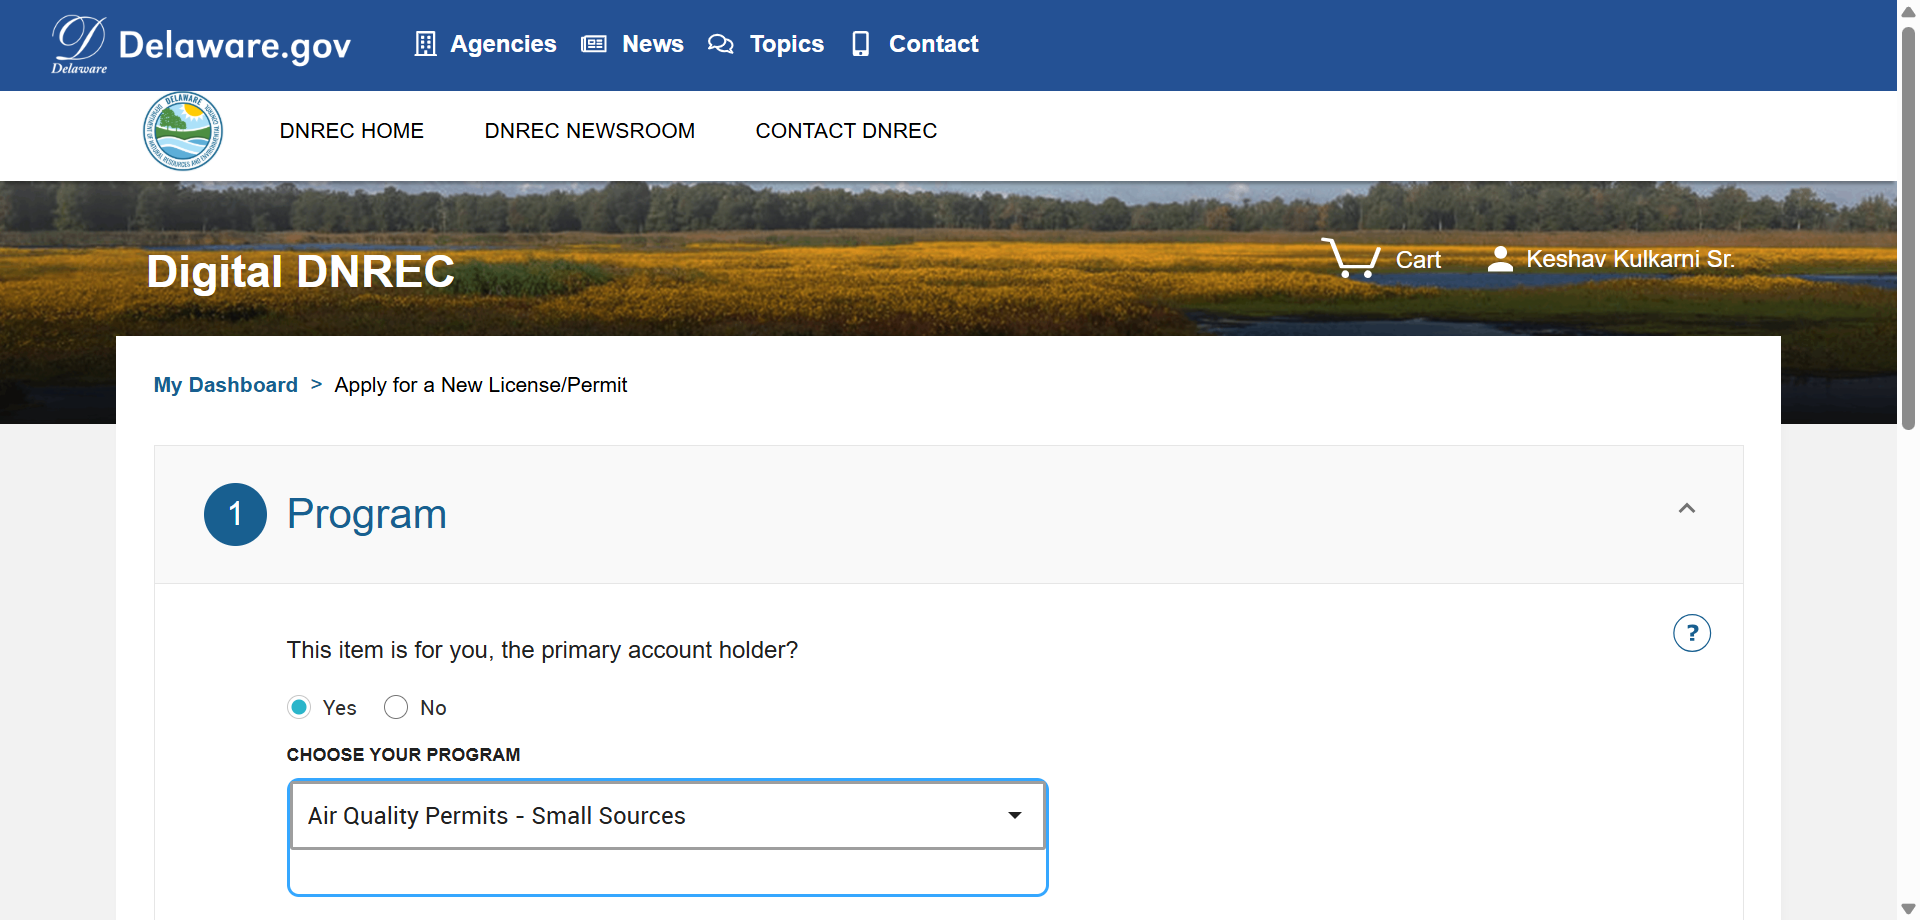 Delaware
Delaware.gov
Agencies
News
Topics
Contact
DNREC HOME
DNREC NEWSROOM
CONTACT DNREC
Digital DNREC
Cart
Keshav Kulkarni Sr.
My Dashboard > Apply for a New License/Permit
1 Program
?
This item is for you, the primary account holder?
Yes
No
CHOOSE YOUR PROGRAM
Air Quality Permits - Small Sources